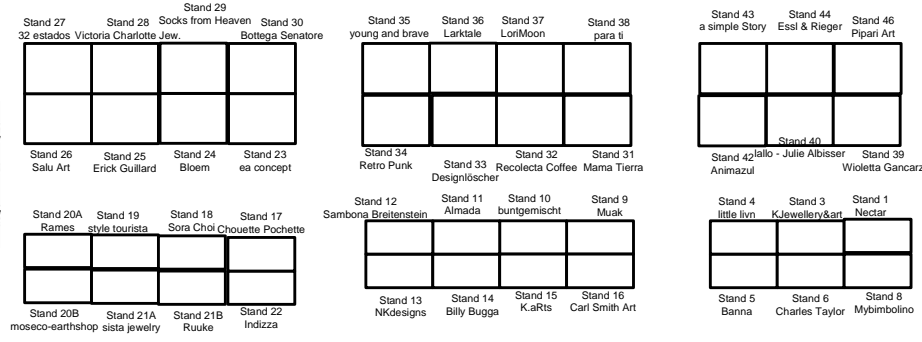 Stand 27
32 estados
Stand 28
Victoria Charlotte Jew.
Stand 29
Socks from Heaven
Stand 30
Bottega Senatore
Stand 26
Salu Art
Stand 25
Erick Guillard
Stand 24
Bloem
Stand 23
ea concept
Stand 35
young and brave
Stand 36
Larktale
Stand 37
LoriMoon
Stand 38
para ti
Stand 34
Retro Punk
Stand 33
Designlöscher
Stand 32
Recolecta Coffee
Stand 31
Mama Tierra
Stand 43
a simple Story
Stand 44
Essl & Rieger
Stand 46
Pipari Art
Stand 42
Animazul
Stand 40
lallo - Julie Albisser
Stand 39
Wioletta Gancarz
Stand 20A
Rames
Stand 19
style tourista
Stand 18
Sora Choi
Stand 17
Chouette Pochette
Stand 20B
moseco-earthshop
Stand 21A
sista jewelry
Stand 21B
Ruuke
Stand 22
Indizza
Stand 12
Sambona Breitenstein
Stand 11
Almada
Stand 10
buntgemischt
Stand 9
Muak
Stand 13
NKdesigns
Stand 14
Billy Bugga
Stand 15
K.aRts
Stand 16
Carl Smith Art
Stand 4
little livn
Stand 3
KJewellery&art
Stand 1
Nectar
Stand 5
Banna
Stand 6
Charles Taylor
Stand 8
Mybimbolino